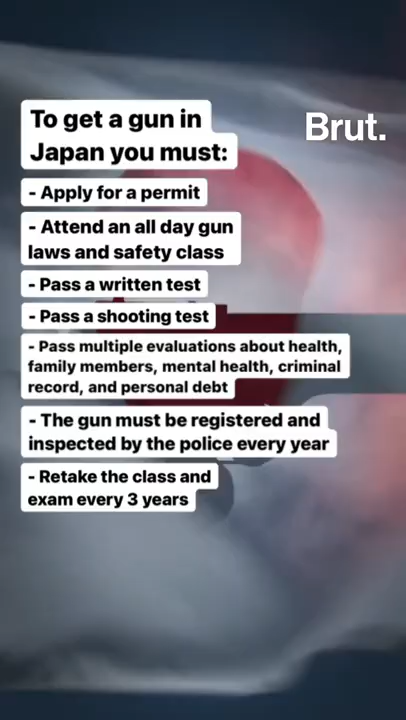 To get a gun in
Japan you must:
Brut.
- Apply for a permit
- Attend an all day gun
laws and safety class
- Pass a written test
- Pass a shooting test
- Pass multiple evaluations about health,
family members, mental health, criminal
record, and personal debt
- The gun must be registered and
inspected by the police every year
- Retake the class and
exam every 3 years